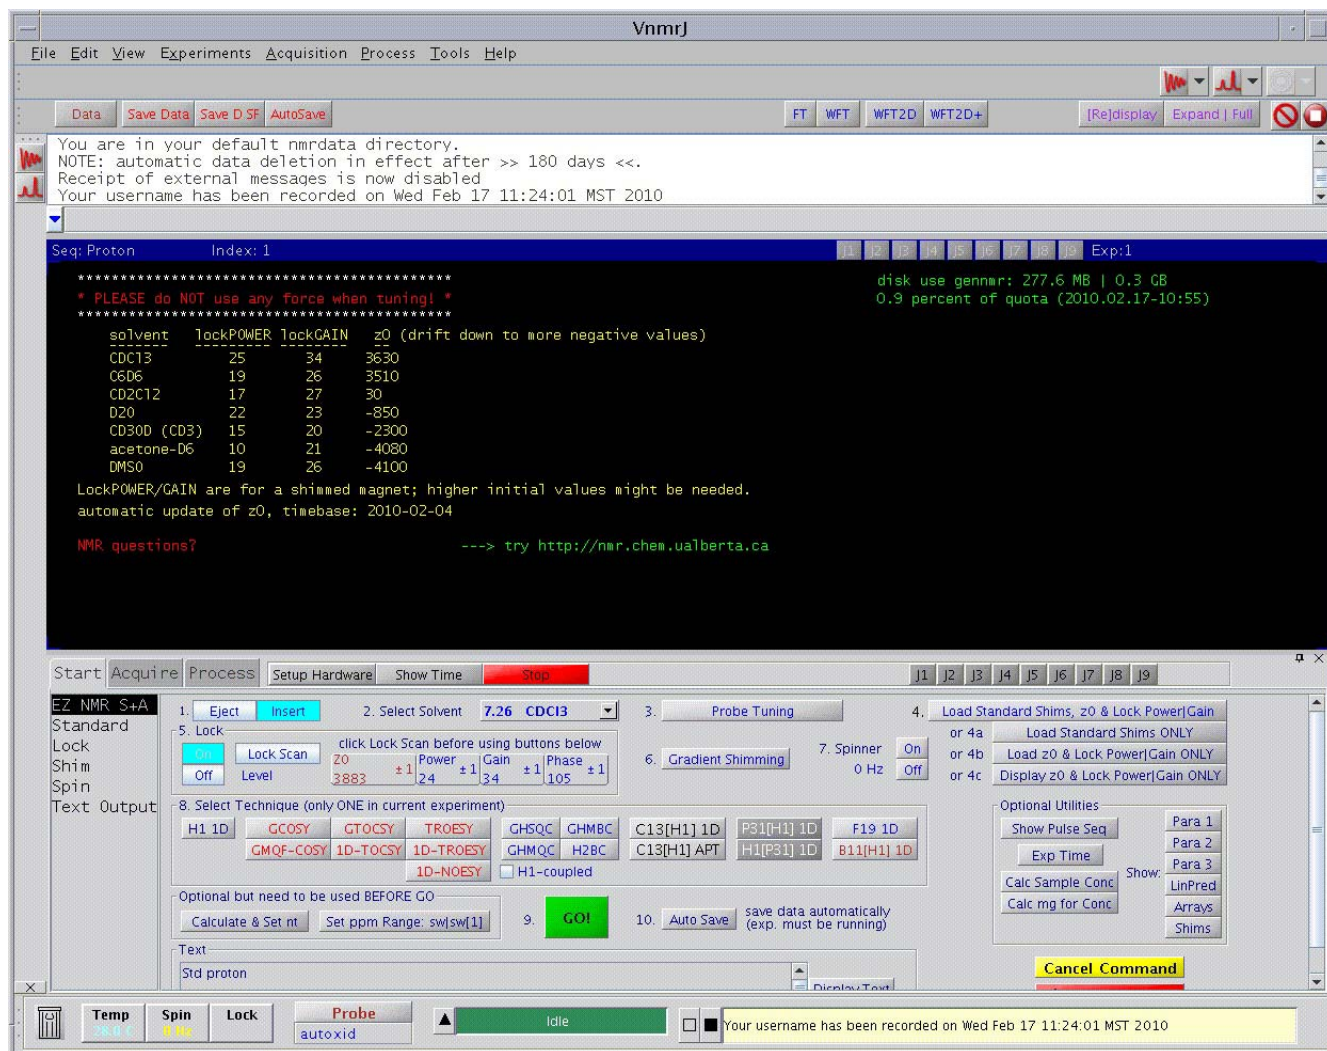 VnmrJ
File Edit View Experiments Acquisition Process Tools Help
Data Save Data Save D SF AutoSave FT WFT WFT2D WFT2D+ [Re]display Expand | Full
You are in your default nmrdata directory.
NOTE: automatic data deletion in effect after >> 180 days <<.
Receipt of external messages is now disabled
Your username has been recorded on Wed Feb 17 11:24:01 MST 2010
Seq: Proton Index: 1 J1 J2 J3 J4 J5 J6 J7 J8 J9 Exp:1
********************************************
* PLEASE do NOT use any force when tuning! *
********************************************
disk use gennmr: 277.6 MB | 0.3 GB
0.9 percent of quota (2010.02.17-10:55)
solvent lockPOWER lockGAIN z0 (drift down to more negative values)
CDCl3 25 34 3630
C6D6 19 26 3510
CD2Cl2 17 27 30
D2O 22 23 -850
CD3OD (CD3) 15 20 -2300
acetone-D6 10 21 -4080
DMSO 19 26 -4100
LockPOWER/GAIN are for a shimmed magnet; higher initial values might be needed.
automatic update of z0, timebase: 2010-02-04
NMR questions? ---> try http://nmr.chem.ualberta.ca
Start Acquire Process Setup Hardware Show Time Stop J1 J2 J3 J4 J5 J6 J7 J8 J9
EZ NMR S+A
Standard
Lock
Shim
Spin
Text Output
1. Eject Insert 2. Select Solvent 7.26 CDCl3 3. Probe Tuning 4. Load Standard Shims, z0 & Lock Power|Gain
or 4a Load Standard Shims ONLY
or 4b Load z0 & Lock Power|Gain ONLY
or 4c Display z0 & Lock Power|Gain ONLY
5. Lock
On Lock Scan click Lock Scan before using buttons below
Off Level Z0 3883 ±1 Power 24 ±1 Gain 34 ±1 Phase 105 ±1
6. Gradient Shimming 7. Spinner On
0 Hz Off
8. Select Technique (only ONE in current experiment)
H1 1D GCOSY GTOCSY TROESY GHSQC GHMBC C13[H1] 1D P31[H1] 1D F19 1D
GMQF-COSY 1D-TOCSY 1D-TROESY GHMQC H2BC C13[H1] APT H1[P31] 1D B11[H1] 1D
1D-NOESY H1-coupled
Optional Utilities
Show Pulse Seq
Exp Time
Calc Sample Conc
Calc mg for Conc
Show:
Para 1
Para 2
Para 3
LinPred
Arrays
Shims
Optional but need to be used BEFORE GO
Calculate & Set nt Set ppm Range: sw|sw[1] 9. GO! 10. Auto Save save data automatically
(exp. must be running)
Text
Std proton
Display Text
Cancel Command
Temp Spin Lock Probe
28.0 C 0 Hz autoxid Idle Your username has been recorded on Wed Feb 17 11:24:01 MST 2010